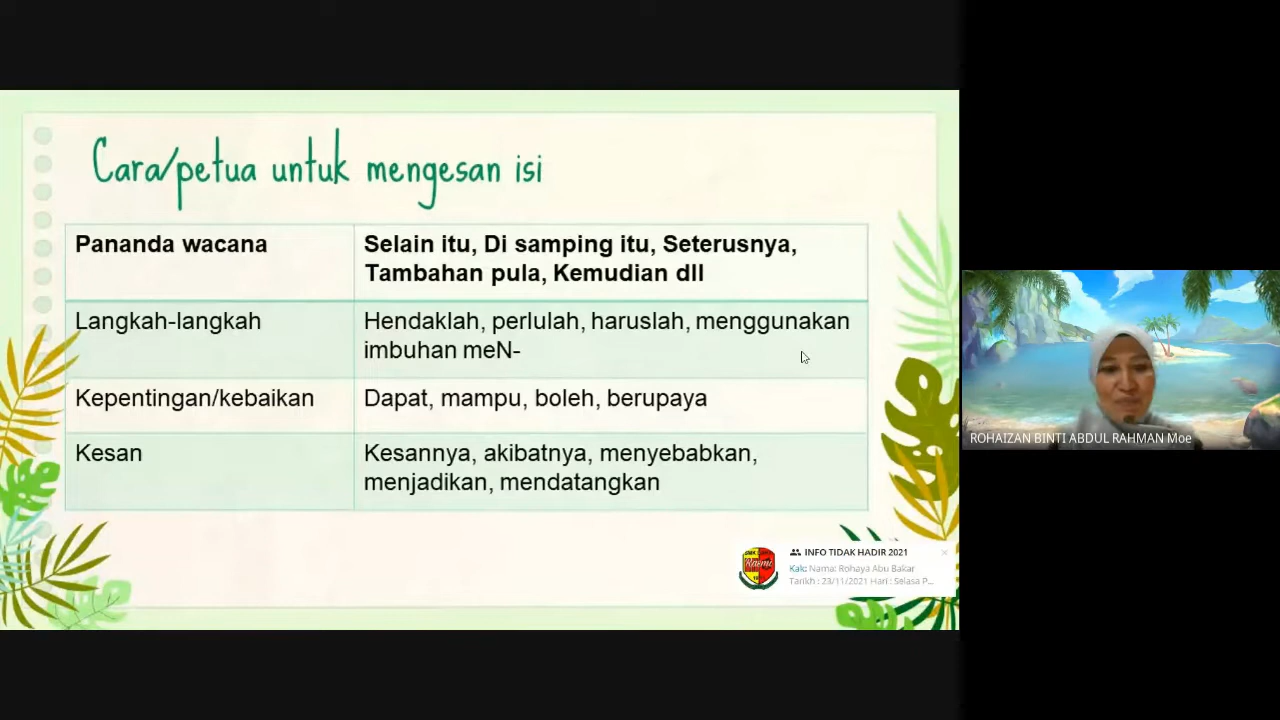 Cara/petua untuk mengesan isi
Pananda wacana
Selain itu, Di samping itu, Seterusnya,
Tambahan pula, Kemudian dll
Langkah-langkah
Hendaklah, perlulah, haruslah, menggunakan
imbuhan meN-
Kepentingan/kebaikan
Dapat, mampu, boleh, berupaya
Kesan
Kesannya, akibatnya, menyebabkan,
menjadikan, mendatangkan
INFO TIDAK HADIR 2021
Kak: Nama: Rohaya Abu Bakar
Tarikh : 23/11/2021 Hari : Selasa P...
ROHAIZAN BINTI ABDUL RAHMAN Moe